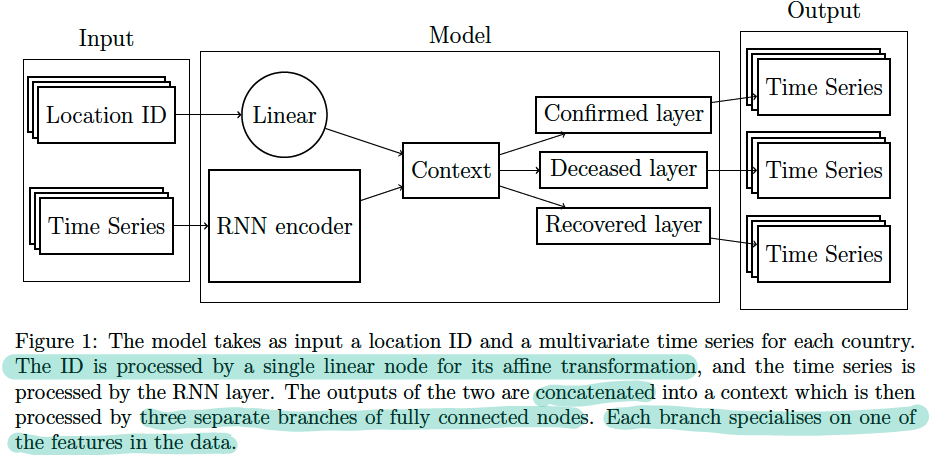 Input
Model
Output
Location ID
Time Series
Linear
RNN encoder
Context
Confirmed layer
Deceased layer
Recovered layer
Time Series
Time Series
Time Series
Figure 1: The model takes as input a location ID and a multivariate time series for each country.
The ID is processed by a single linear node for its affine transformation, and the time series is
processed by the RNN layer. The outputs of the two are concatenated into a context which is then
processed by three separate branches of fully connected nodes. Each branch specialises on one of
the features in the data.